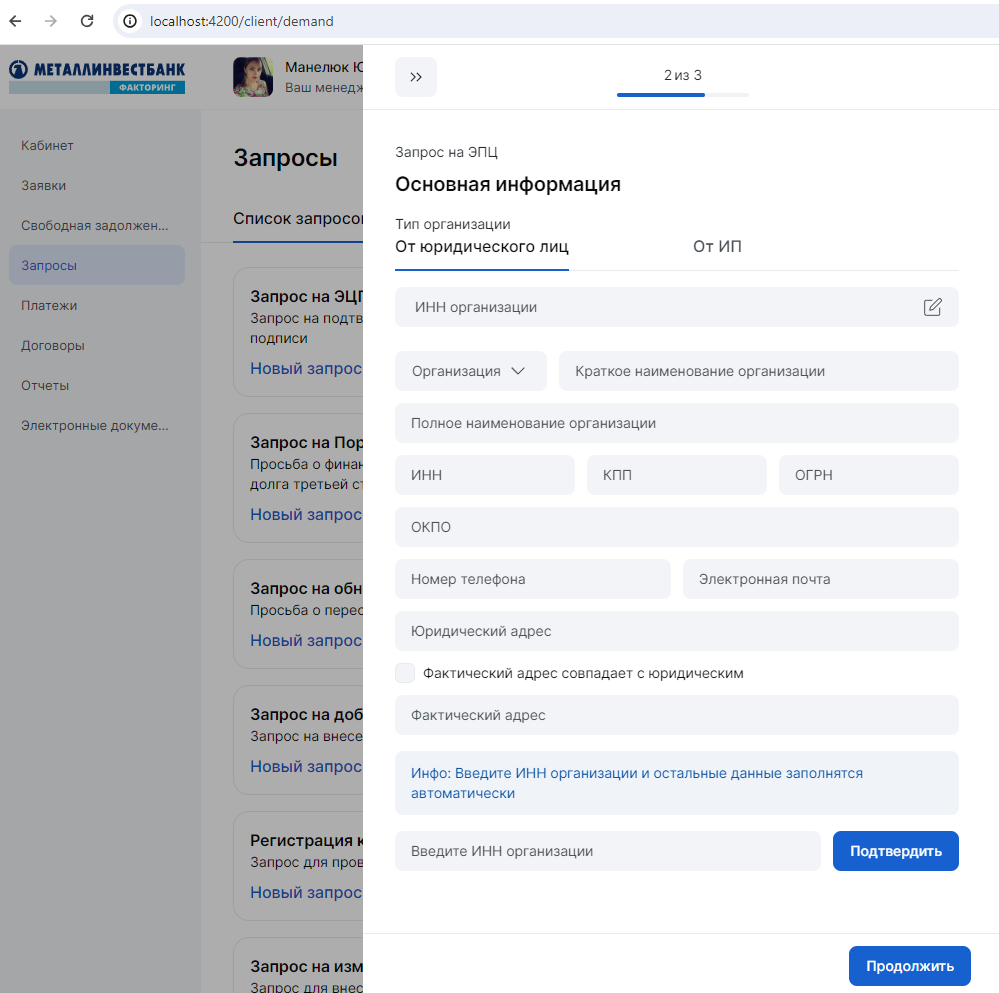 localhost:4200/client/demand
МЕТАЛЛИНВЕСТБАНК
ФАКТОРИНГ
Манелюк Ю
Ваш менедж
2 из 3
Кабинет
Заявки
Свободная задолжен...
Запросы
Платежи
Договоры
Отчеты
Электронные докуме...
Запросы
Список запросов
Запрос на ЭЦП
Запрос на подтв
подписи
Новый запрос
Запрос на Пор
Просьба о финан
долга третьей ст
Новый запрос
Запрос на обн
Просьба о перес
Новый запрос
Запрос на доб
Запрос на внесе
Новый запрос
Регистрация к
Запрос для пров
Новый запрос
Запрос на изм
Запрос для внес
Запрос на ЭПЦ
Основная информация
Тип организации
От юридического лиц
От ИП
ИНН организации
Организация
Краткое наименование организации
Полное наименование организации
ИНН
КПП
ОГРН
ОКПО
Номер телефона
Электронная почта
Юридический адрес
Фактический адрес совпадает с юридическим
Фактический адрес
Инфо: Введите ИНН организации и остальные данные заполнятся
автоматически
Введите ИНН организации
Подтвердить
Продолжить